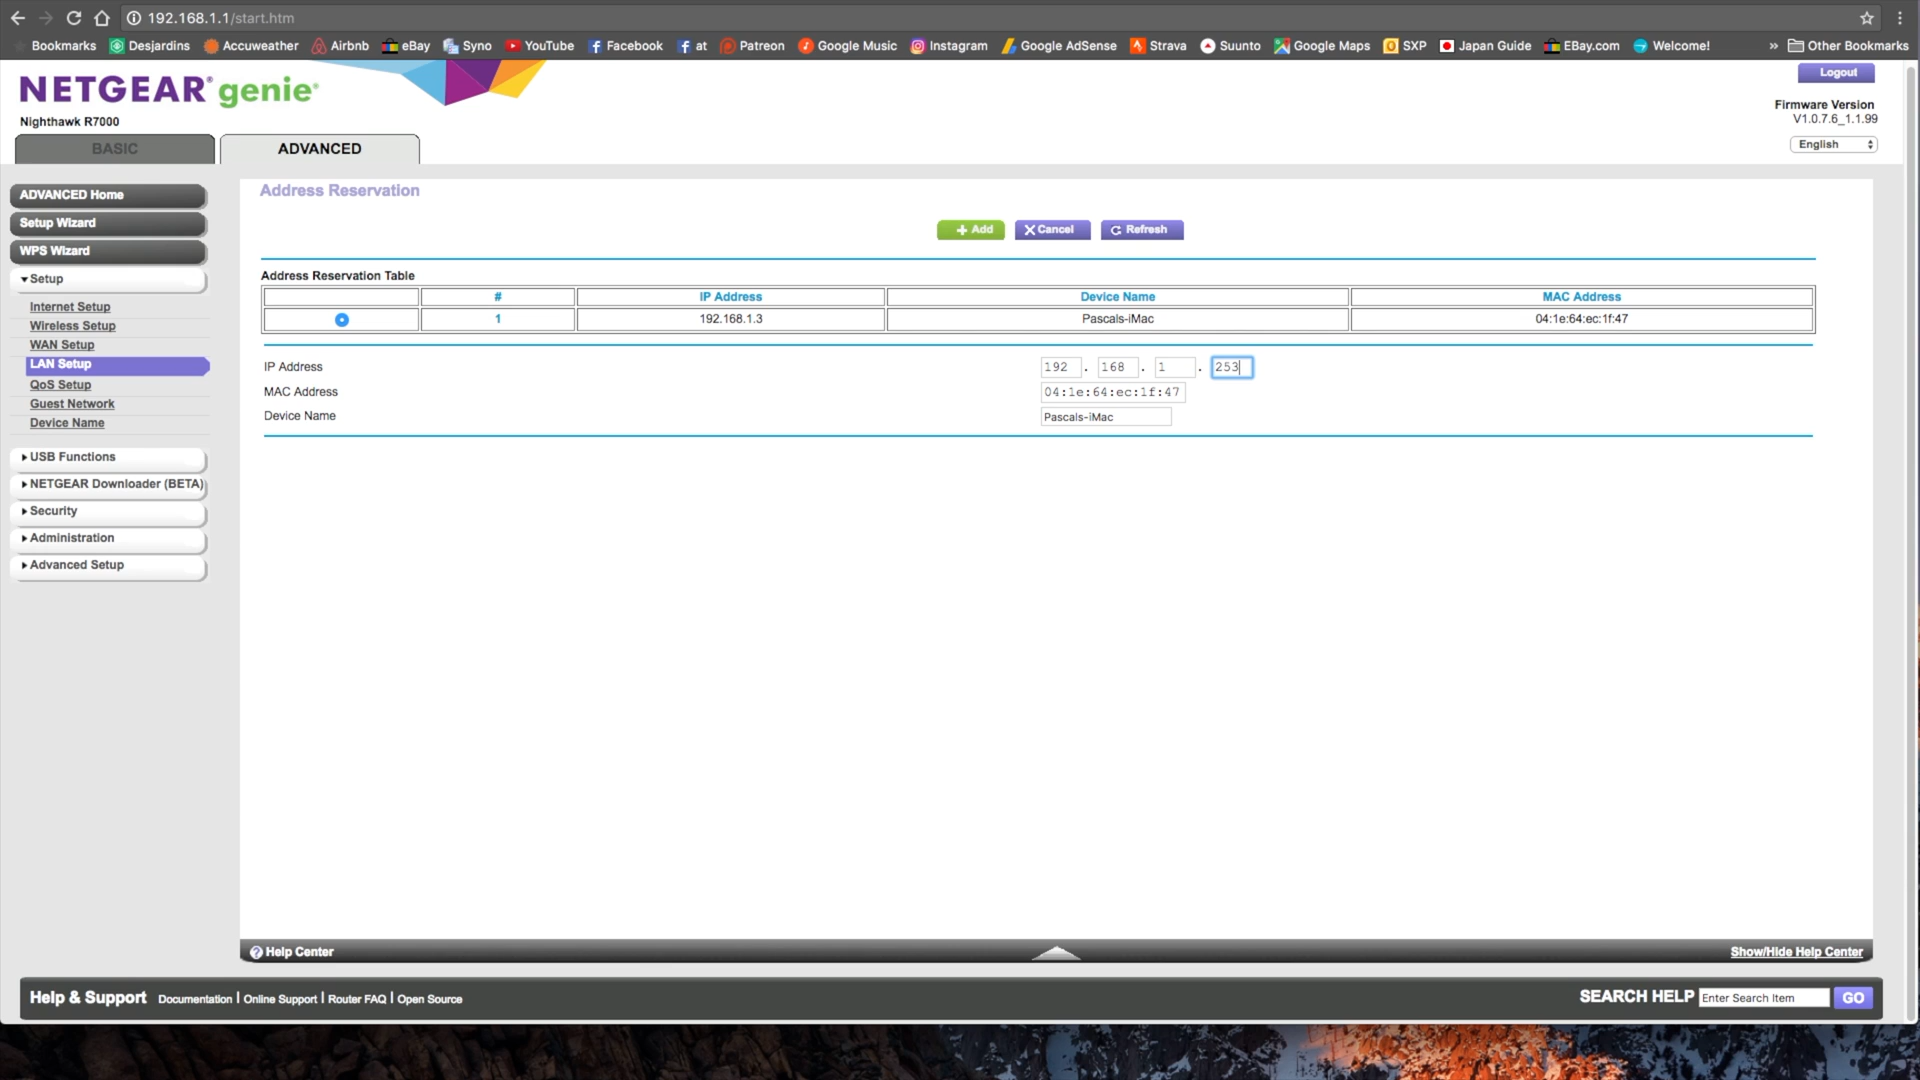 192.168.1.1/start.htm
Bookmarks Desjardins Accuweather Airbnb eBay Syno YouTube Facebook at Patreon Google Music Instagram Google AdSense Strava Suunto Google Maps SXP Japan Guide EBay.com Welcome! » Other Bookmarks
NETGEAR® genie®
Logout
Nighthawk R7000
Firmware Version
V1.0.7.6_1.1.99
English
BASIC
ADVANCED
ADVANCED Home
Setup Wizard
WPS Wizard
Setup
Internet Setup
Wireless Setup
WAN Setup
LAN Setup
QoS Setup
Guest Network
Device Name
USB Functions
NETGEAR Downloader (BETA)
Security
Administration
Advanced Setup
Address Reservation
+ Add X Cancel Refresh
Address Reservation Table
# IP Address Device Name MAC Address
1 192.168.1.3 Pascals-iMac 04:1e:64:ec:1f:47
IP Address 192 . 168 . 1 . 253
MAC Address 04:1e:64:ec:1f:47
Device Name Pascals-iMac
? Help Center
Show/Hide Help Center
Help & Support Documentation | Online Support | Router FAQ | Open Source
SEARCH HELP Enter Search Item GO